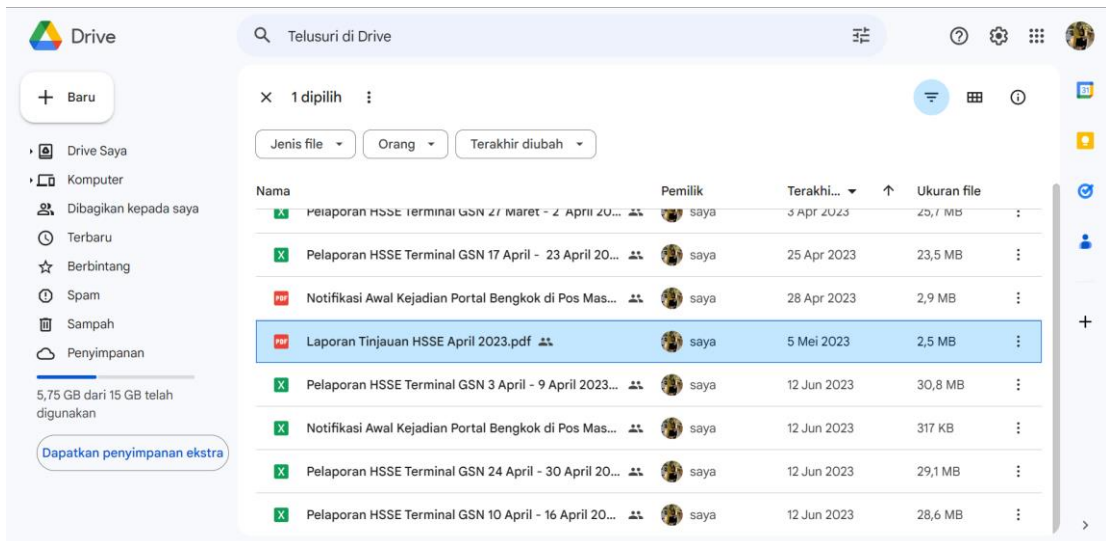 Drive
Telusuri di Drive
Baru
1 dipilih
31
Jenis file
Orang
Terakhir diubah
Drive Saya
Komputer
Dibagikan kepada saya
Terbaru
Berbintang
Spam
Sampah
Penyimpanan
5,75 GB dari 15 GB telah
digunakan
Dapatkan penyimpanan ekstra
Nama Pemilik Terakhi... Ukuran file
X Pelaporan HSSE Terminal GSN 27 Maret - 2 April 20... saya 3 Apr 2023 25,7 MB
X Pelaporan HSSE Terminal GSN 17 April - 23 April 20... saya 25 Apr 2023 23,5 MB
PDF Notifikasi Awal Kejadian Portal Bengkok di Pos Mas... saya 28 Apr 2023 2,9 MB
PDF Laporan Tinjauan HSSE April 2023.pdf saya 5 Mei 2023 2,5 MB
X Pelaporan HSSE Terminal GSN 3 April - 9 April 2023... saya 12 Jun 2023 30,8 MB
X Notifikasi Awal Kejadian Portal Bengkok di Pos Mas... saya 12 Jun 2023 317 KB
X Pelaporan HSSE Terminal GSN 24 April - 30 April 20... saya 12 Jun 2023 29,1 MB
X Pelaporan HSSE Terminal GSN 10 April - 16 April 20... saya 12 Jun 2023 28,6 MB